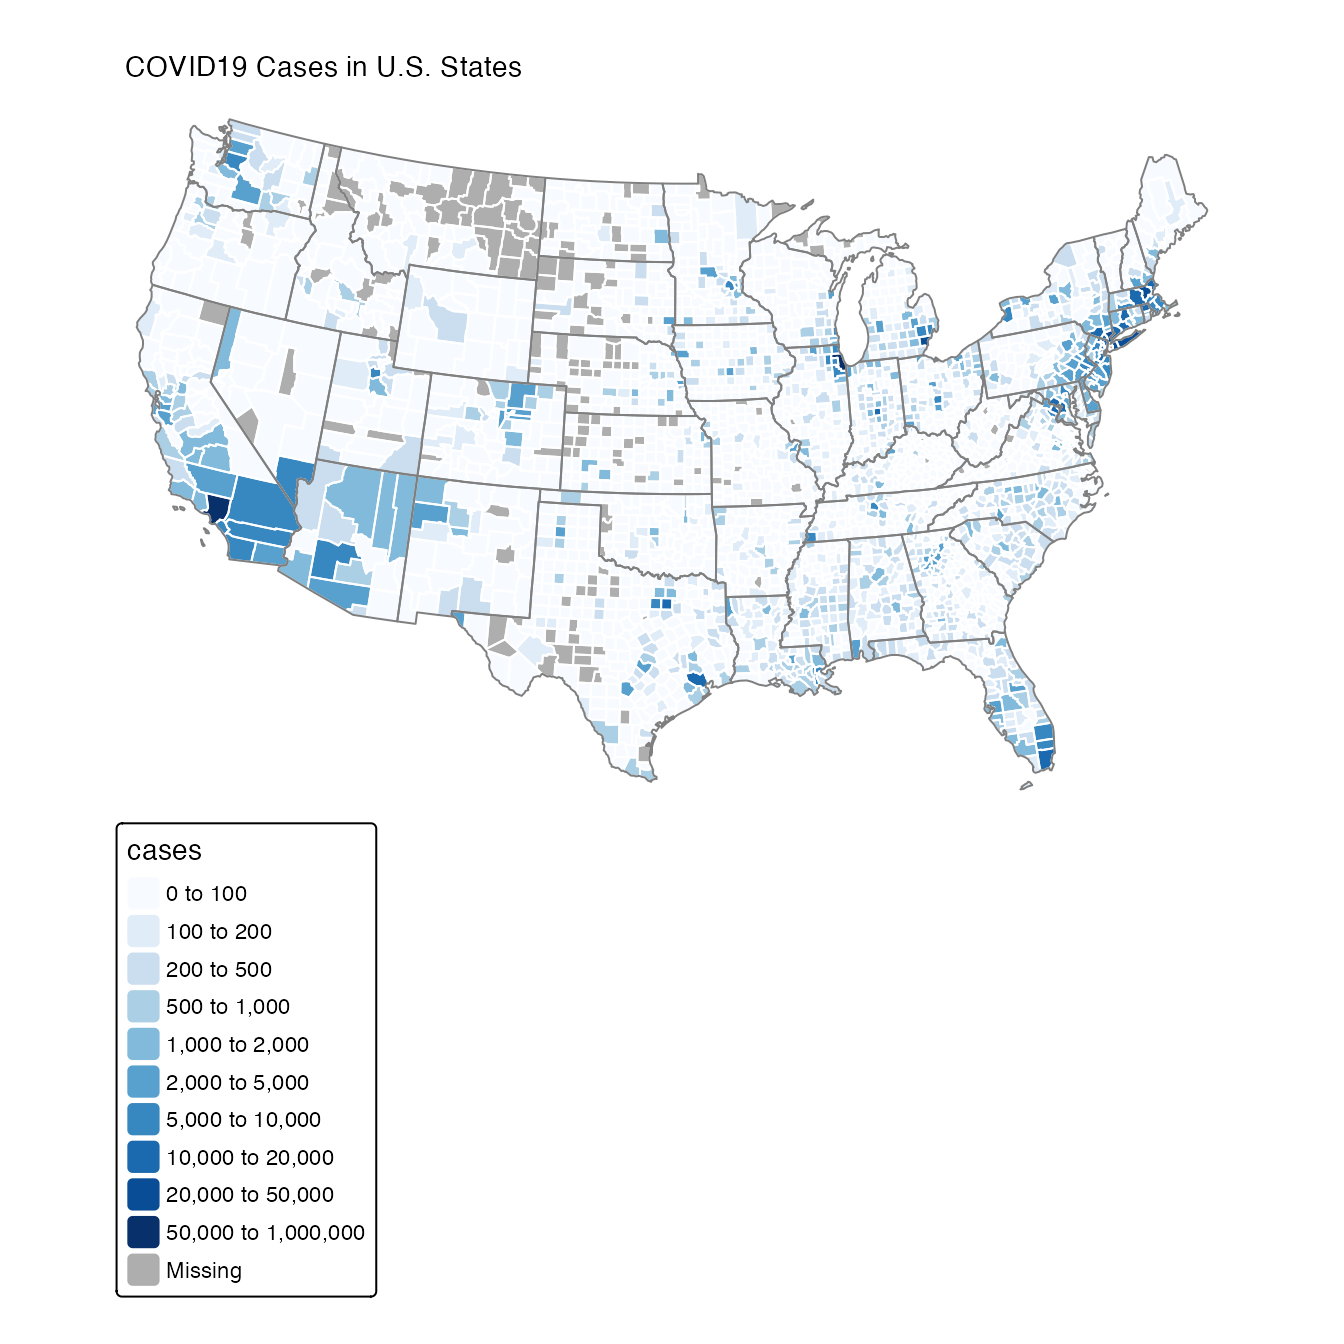 COVID19 Cases in U.S. States
cases
0 to 100
100 to 200
200 to 500
500 to 1,000
1,000 to 2,000
2,000 to 5,000
5,000 to 10,000
10,000 to 20,000
20,000 to 50,000
50,000 to 1,000,000
Missing